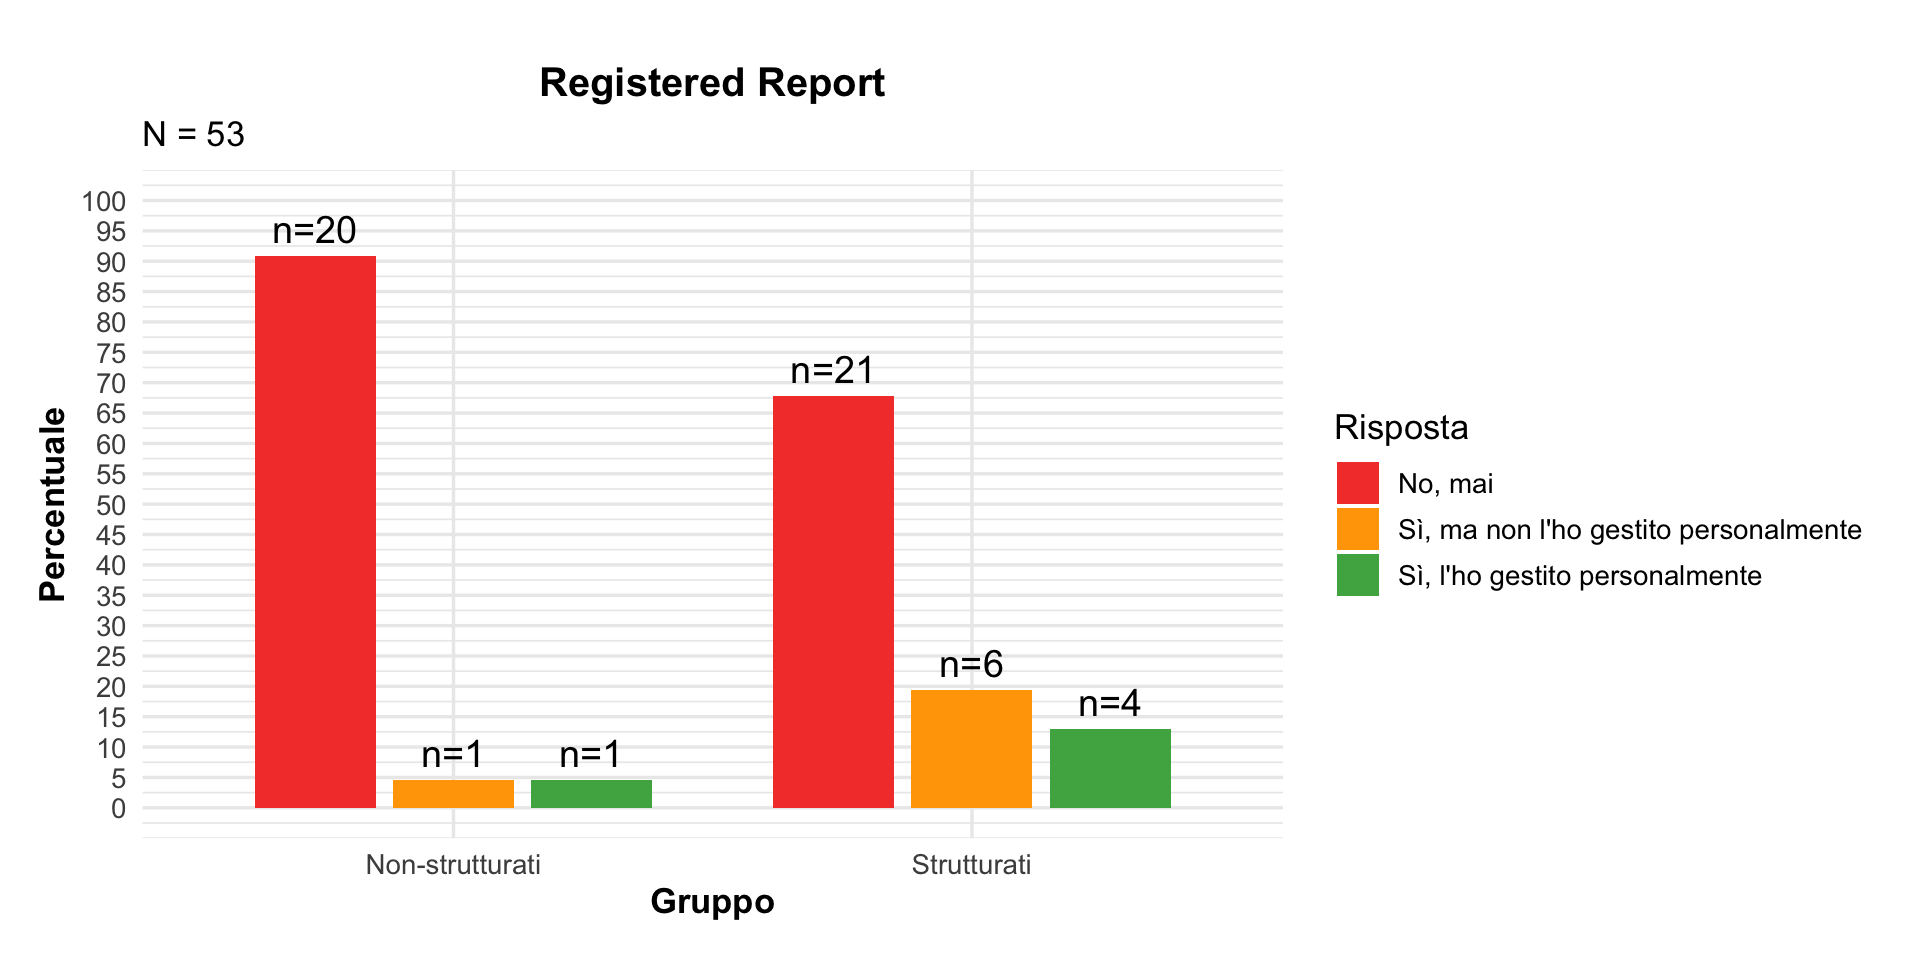 Registered Report
N = 53
100
95
90
85
80
75
70
65
60
55
50
45
40
35
30
25
20
15
10
5
0
Percentuale
n=20
n=1
n=1
n=21
n=6
n=4
Non-strutturati
Strutturati
Gruppo
Risposta
No, mai
Sì, ma non l'ho gestito personalmente
Sì, l'ho gestito personalmente